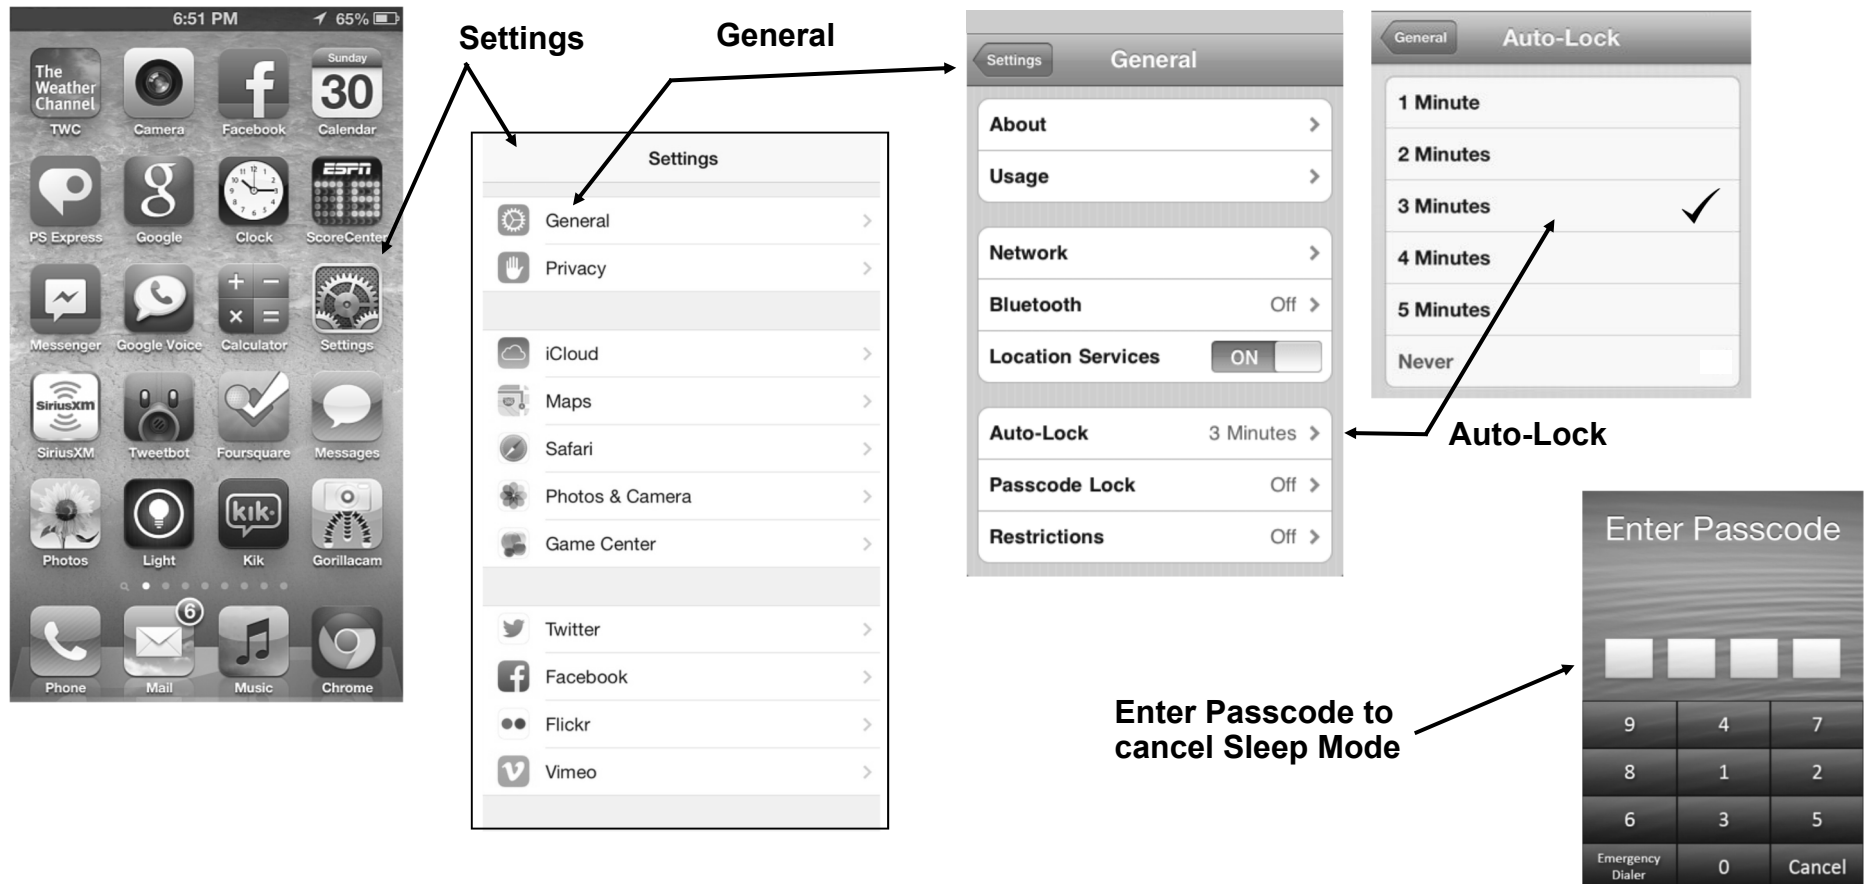 6:51 PM
65%
The
Weather
Channel
Sunday
30
TWC
Camera
Facebook
Calendar
PS Express
Google
Clock
ScoreCenter
Messenger
Google Voice
Calculator
Settings
SiriusXM
SiriusXM
Tweetbot
Foursquare
Messages
kik
Photos
Light
Kik
Gorillacam
6
Phone
Mail
Music
Chrome
Settings
General
Settings
General
Privacy
iCloud
Maps
Safari
Photos & Camera
Game Center
Twitter
Facebook
Flickr
Vimeo
Settings
General
About
Usage
Network
Bluetooth Off
Location Services ON
Auto-Lock 3 Minutes
Passcode Lock Off
Restrictions Off
General
Auto-Lock
1 Minute
2 Minutes
3 Minutes
4 Minutes
5 Minutes
Never
Auto-Lock
Enter Passcode to
cancel Sleep Mode
Enter Passcode
9 4 7
8 1 2
6 3 5
Emergency
Dialer
0 Cancel